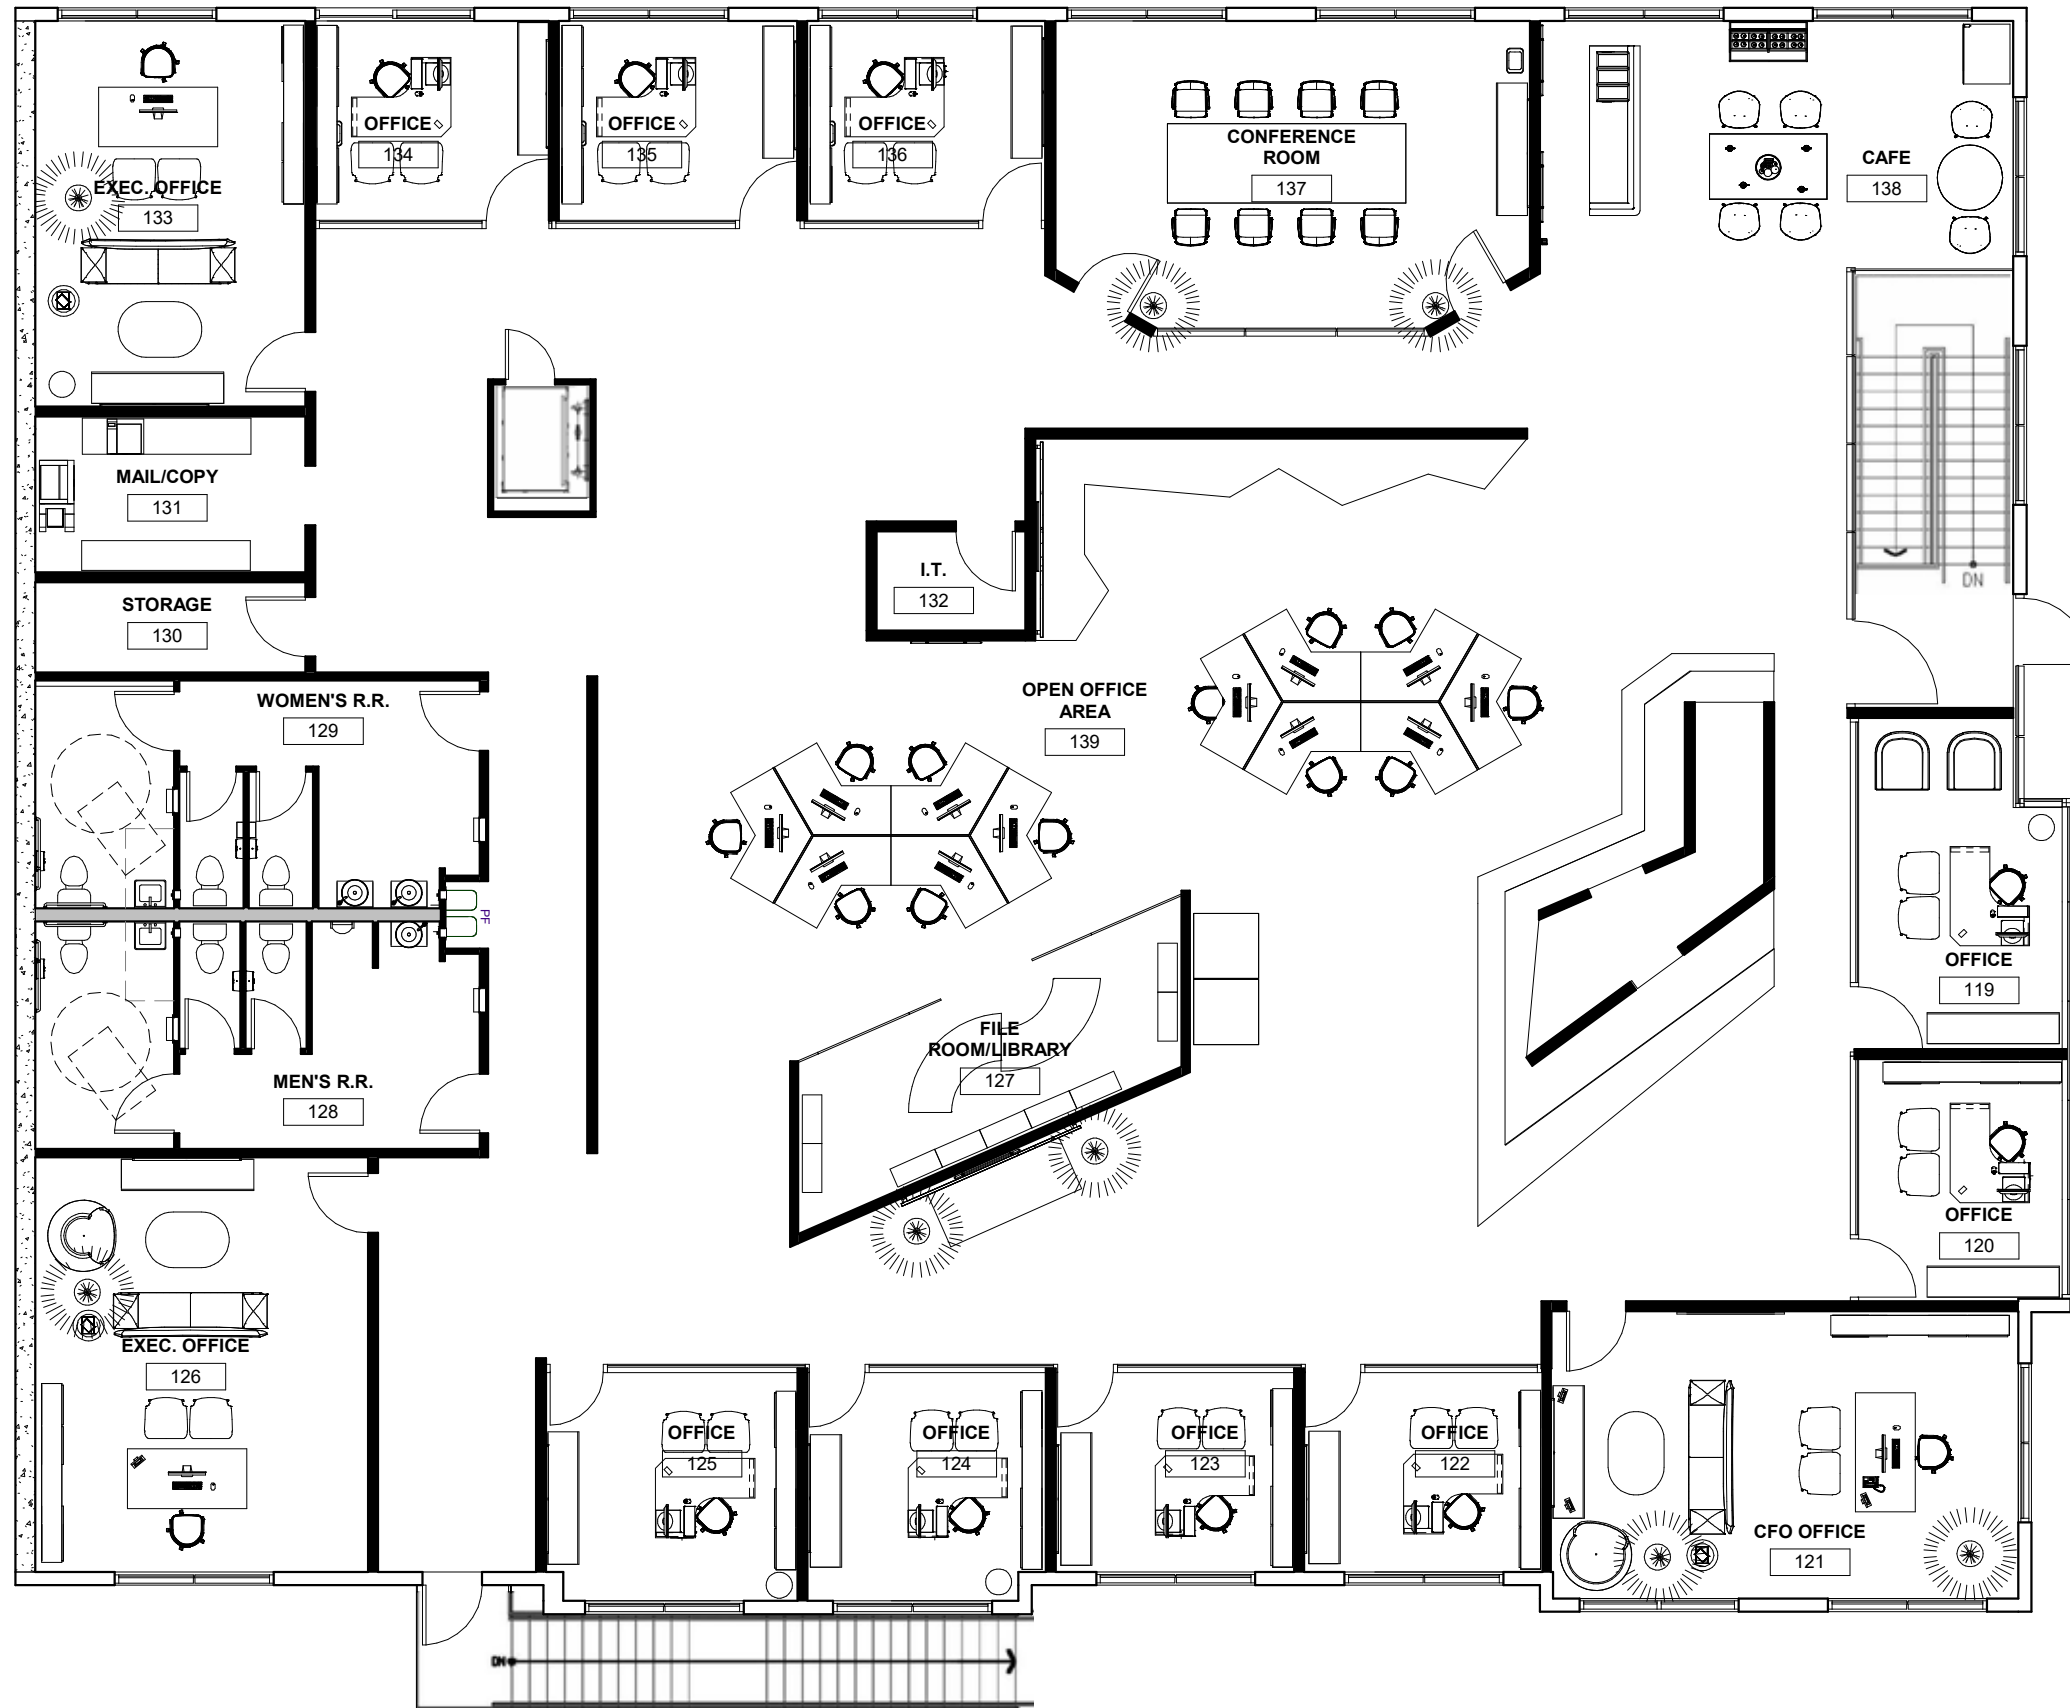 OFFICE
134
OFFICE
135
OFFICE
136
CONFERENCE
ROOM
137
CAFE
138
EXEC. OFFICE
133
MAIL/COPY
131
I.T.
132
DN
STORAGE
130
WOMEN'S R.R.
129
OPEN OFFICE
AREA
139
PF
OFFICE
119
FILE
ROOM/LIBRARY
127
MEN'S R.R.
128
OFFICE
120
EXEC. OFFICE
126
OFFICE
125
OFFICE
124
OFFICE
123
OFFICE
122
CFO OFFICE
121
DN